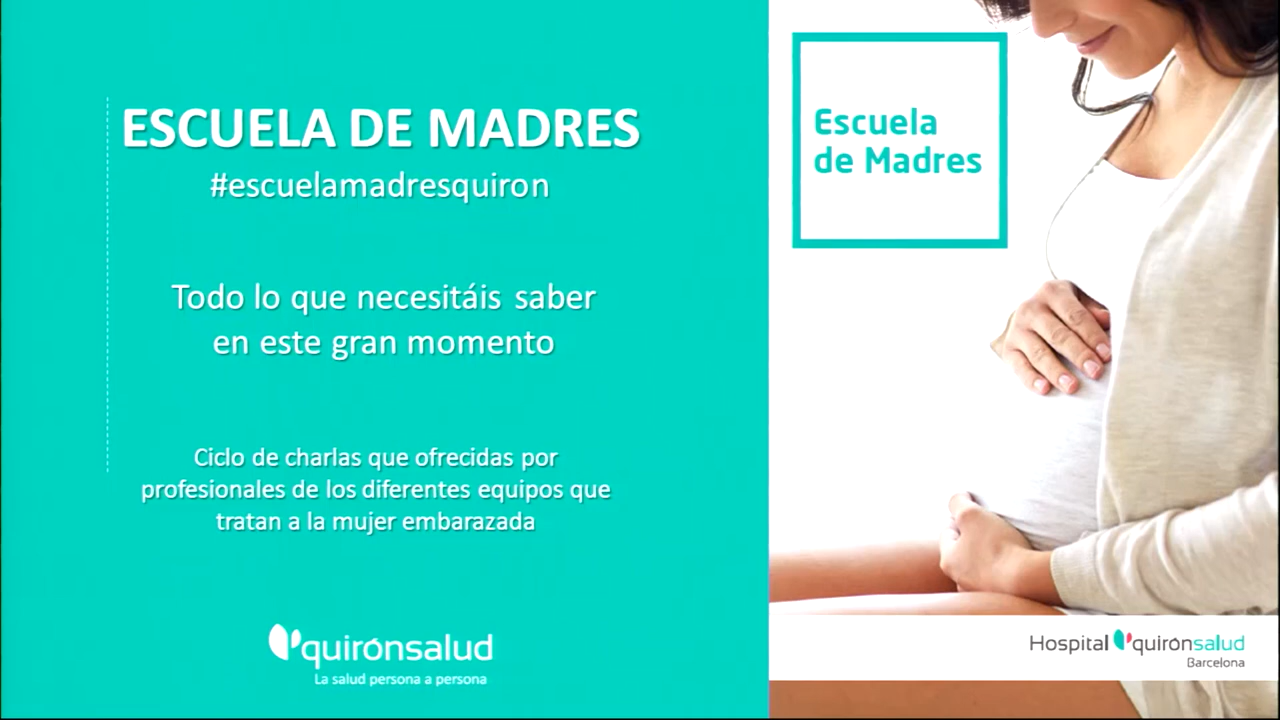 ESCUELA DE MADRES
#escuelamadresquiron
Todo lo que necesitáis saber
en este gran momento
Ciclo de charlas que ofrecidas por
profesionales de los diferentes equipos que
tratan a la mujer embarazada
quirónsalud
La salud persona a persona
Escuela
de Madres
Hospital quirónsalud
Barcelona